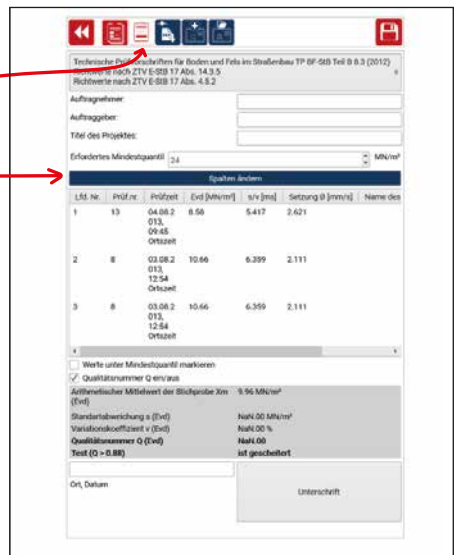 Technische Prüfvorschriften für Boden und Fels im Straßenbau TP BF-StB Teil B 8.3 (2012)
Richtwerte nach ZTV E-StB 17 Abs. 14.3.5
Richtwerte nach ZTV E-StB 17 Abs. 4.5.2
Auftragnehmer:
Auftraggeber:
Titel des Projektes:
Erfordertes Mindestquantil 24 MN/m²
Spalten ändern
Lfd. Nr. Prüf.nr. Prüfzeit Evd [MN/m²] s/v [ms] Setzung Ø [mm/s] Name des
1 13 04.08.2 8.58 5.417 2.621
013,
09:45
Ortszeit
2 8 03.08.2 10.66 6.359 2.111
013,
12:54
Ortszeit
3 8 03.08.2 10.66 6.359 2.111
013,
12:54
Ortszeit
Werte unter Mindestquantil markieren
Qualitätsnummer Q ein/aus
Arithmetischer Mittelwert der Stichprobe Xm 9.96 MN/m²
(Evd)
Standartabweichung s (Evd) NaN.00 MN/m²
Variationskoeffizient v (Evd) NaN.00 %
Qualitätsnummer Q (Evd) NaN.00
Test (Q > 0.88) ist gescheitert
Ort, Datum
Unterschrift